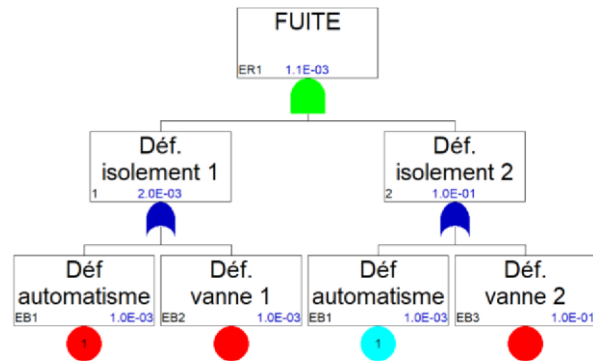 FUITE
ER1 1.1E-03
Déf.
isolement 1
1 2.0E-03
Déf.
isolement 2
2 1.0E-01
Déf
automatisme
EB1 1.0E-03
1
Déf.
vanne 1
EB2 1.0E-03
Déf
automatisme
EB1 1.0E-03
1
Déf.
vanne 2
EB3 1.0E-01